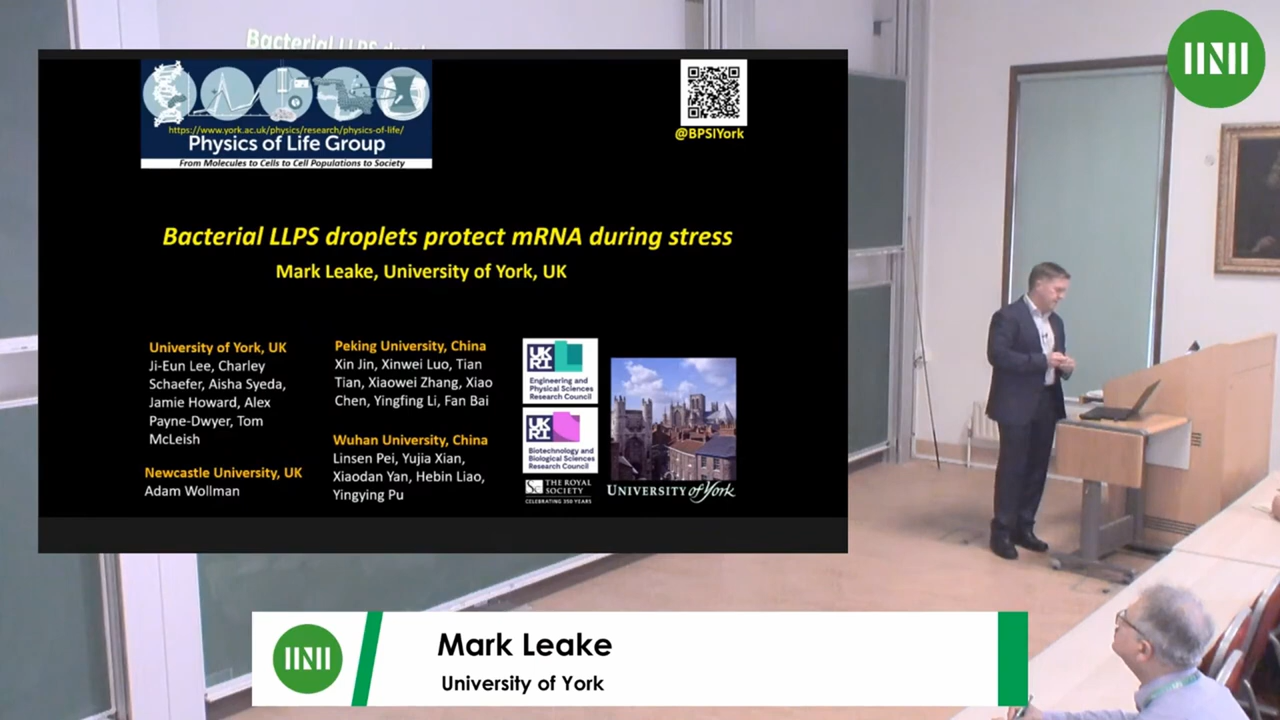 Bacterial LLPS
https://www.york.ac.uk/physics/research/physics-of-life/
Physics of Life Group
From Molecules to Cells to Cell Populations to Society
@BPSIYork
Bacterial LLPS droplets protect mRNA during stress
Mark Leake, University of York, UK
University of York, UK
Ji-Eun Lee, Charley
Schaefer, Aisha Syeda,
Jamie Howard, Alex
Payne-Dwyer, Tom
McLeish
Newcastle University, UK
Adam Wollman
Peking University, China
Xin Jin, Xinwei Luo, Tian
Tian, Xiaowei Zhang, Xiao
Chen, Yingfing Li, Fan Bai
Wuhan University, China
Linsen Pei, Yujia Xian,
Xiaodan Yan, Hebin Liao,
Yingying Pu
UKRI
Engineering and
Physical Sciences
Research Council
UKRI
Biotechnology and
Biological Sciences
Research Council
THE ROYAL
SOCIETY
CELEBRATING 350 YEARS
UNIVERSITY of York
Mark Leake
University of York